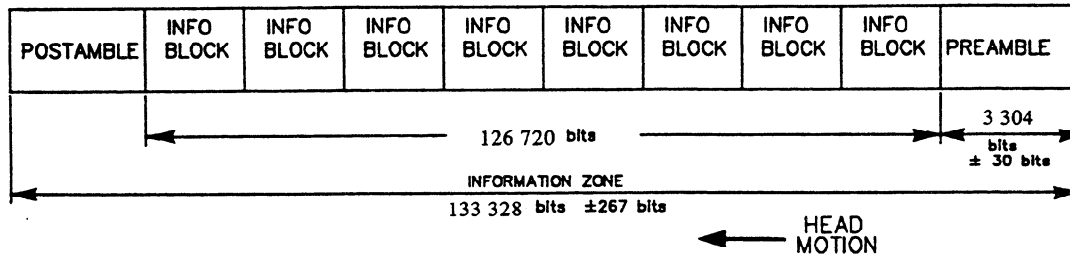 POSTAMBLE
INFO
BLOCK
INFO
BLOCK
INFO
BLOCK
INFO
BLOCK
INFO
BLOCK
INFO
BLOCK
INFO
BLOCK
INFO
BLOCK
PREAMBLE
126 720 bits
3 304
bits
± 30 bits
INFORMATION ZONE
133 328 bits ±267 bits
HEAD
MOTION